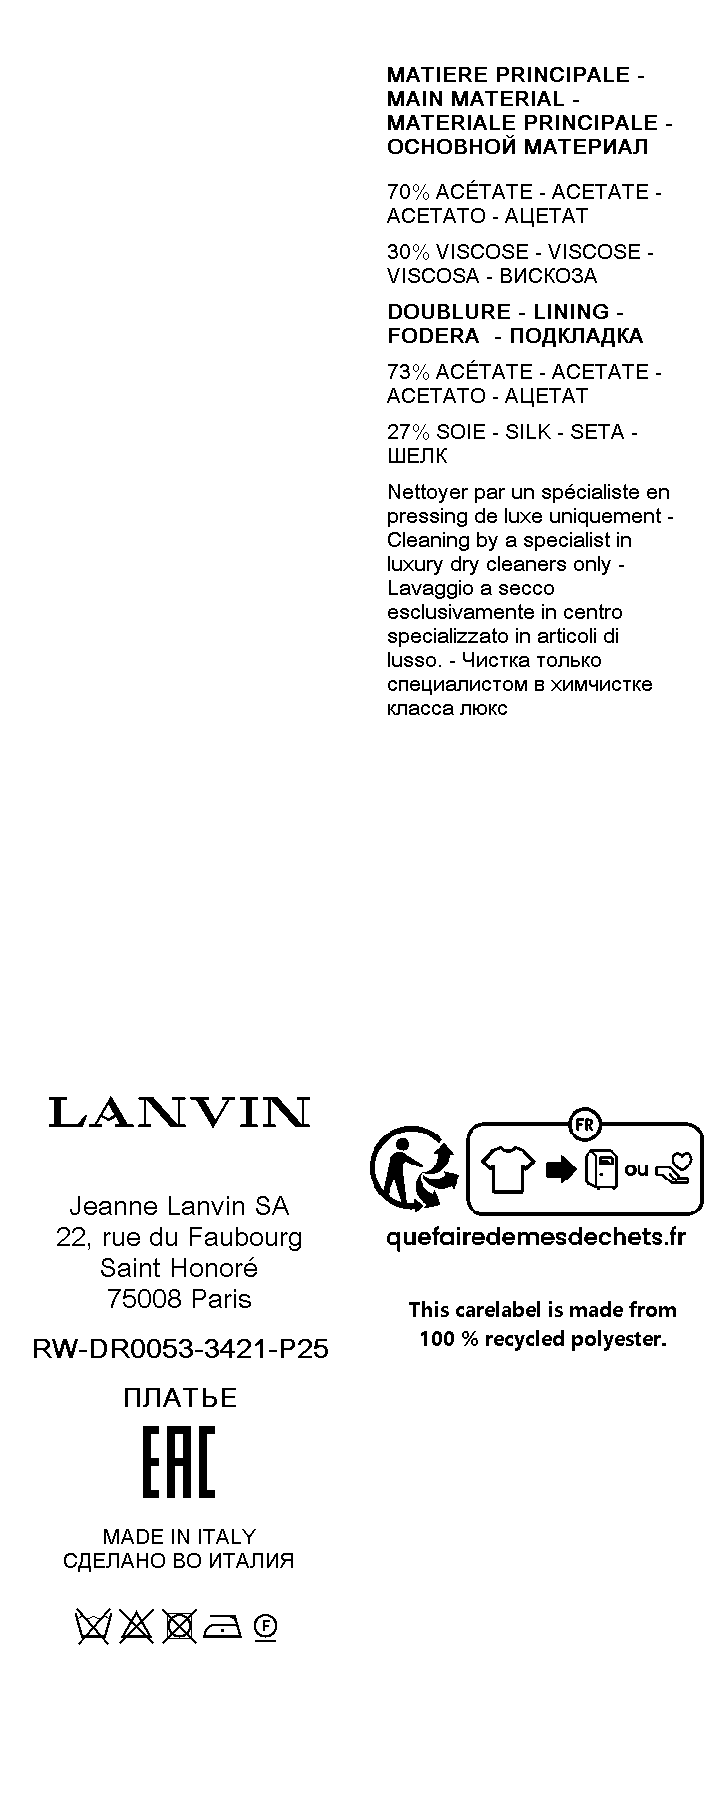 MATIERE PRINCIPALE -
MAIN MATERIAL -
MATERIALE PRINCIPALE -
ОСНОВНОЙ МАТЕРИАЛ
70% ACÉTATE - ACETATE -
ACETATO - АЦЕТАТ
30% VISCOSE - VISCOSE -
VISCOSA - ВИСКОЗА
DOUBLURE - LINING -
FODERA - ПОДКЛАДКА
73% ACÉTATE - ACETATE -
ACETATO - АЦЕТАТ
27% SOIE - SILK - SETA -
ШЕЛК
Nettoyer par un spécialiste en
pressing de luxe uniquement -
Cleaning by a specialist in
luxury dry cleaners only -
Lavaggio a secco
esclusivamente in centro
specializzato in articoli di
lusso. - Чистка только
специалистом в химчистке
класса люкс
LANVIN
Jeanne Lanvin SA
22, rue du Faubourg
Saint Honoré
75008 Paris
RW-DR0053-3421-P25
ПЛАТЬЕ
EAC
MADE IN ITALY
СДЕЛАНО ВО ИТАЛИЯ
F
FR
ou
quefairedemesdechets.fr
This carelabel is made from
100 % recycled polyester.